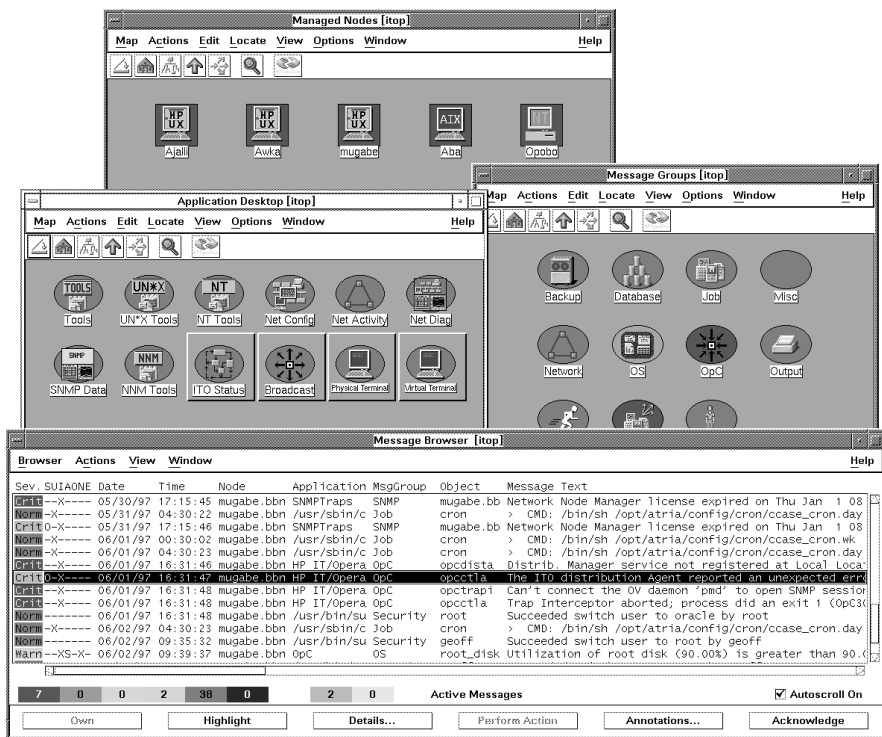 Managed Nodes [itop]
Map Actions Edit Locate View Options Window Help
HP UX HP UX HP UX AIX NT
Ajalli Awka mugabe Aba Opobo
Message Groups [itop]
Map Actions Edit Locate View Options Window Help
Backup Database Job Misc
Network OS OpC Output
Application Desktop [itop]
Map Actions Edit Locate View Options Window Help
TOOLS UN*X NT
Tools UN*X Tools NT Tools Net Config Net Activity Net Diag
SNMP NNM
SNMP Data NNM Tools ITO Status Broadcast Physical Terminal Virtual Terminal
Message Browser [itop]
Browser Actions View Window Help
Sev. SUIAONE Date Time Node Application MsgGroup Object Message Text
Crit --X---- 05/30/97 17:15:45 mugabe.bbn SNMPTraps SNMP mugabe.bb Network Node Manager license expired on Thu Jan 1 08
Norm -X----- 05/31/97 04:30:22 mugabe.bbn /usr/sbin/c Job cron > CMD: /bin/sh /opt/atria/config/cron/ccase_cron.day
Crit O-X---- 05/31/97 17:15:46 mugabe.bbn SNMPTraps SNMP mugabe.bb Network Node Manager license expired on Thu Jan 1 08
Norm -X----- 06/01/97 00:30:02 mugabe.bbn /usr/sbin/c Job cron > CMD: /bin/sh /opt/atria/config/cron/ccase_cron.wk
Norm -X----- 06/01/97 04:30:23 mugabe.bbn /usr/sbin/c Job cron > CMD: /bin/sh /opt/atria/config/cron/ccase_cron.day
Crit --X---- 06/01/97 16:31:46 mugabe.bbn HP IT/Opera OpC opcdista Distrib. Manager service not registered at Local Loca
Crit O-X---- 06/01/97 16:31:47 mugabe.bbn HP IT/Opera OpC opcctla The ITO distribution Agent reported an unexpected erro
Crit --X---- 06/01/97 16:31:48 mugabe.bbn HP IT/Opera OpC opctrapi Can't connect the OV daemon 'pmd' to open SNMP session
Crit --X---- 06/01/97 16:31:48 mugabe.bbn HP IT/Opera OpC opcctla Trap Interceptor aborted; process did an exit 1 (OpC3(
Norm ------- 06/01/97 16:31:48 mugabe.bbn /usr/bin/su Security root Succeeded switch user to oracle by root
Norm -X----- 06/02/97 04:30:23 mugabe.bbn /usr/sbin/c Job cron > CMD: /bin/sh /opt/atria/config/cron/ccase_cron.day
Norm ------- 06/02/97 09:35:32 mugabe.bbn /usr/bin/su Security geoff Succeeded switch user to root by geoff
Warn --XS-X- 06/02/97 09:39:37 mugabe.bbn OpC OS root_disk Utilization of root disk (90.00%) is greater than 90.(
7 0 0 2 38 0 2 0 Active Messages Autoscroll On
Own Highlight Details... Perform Action Annotations... Acknowledge